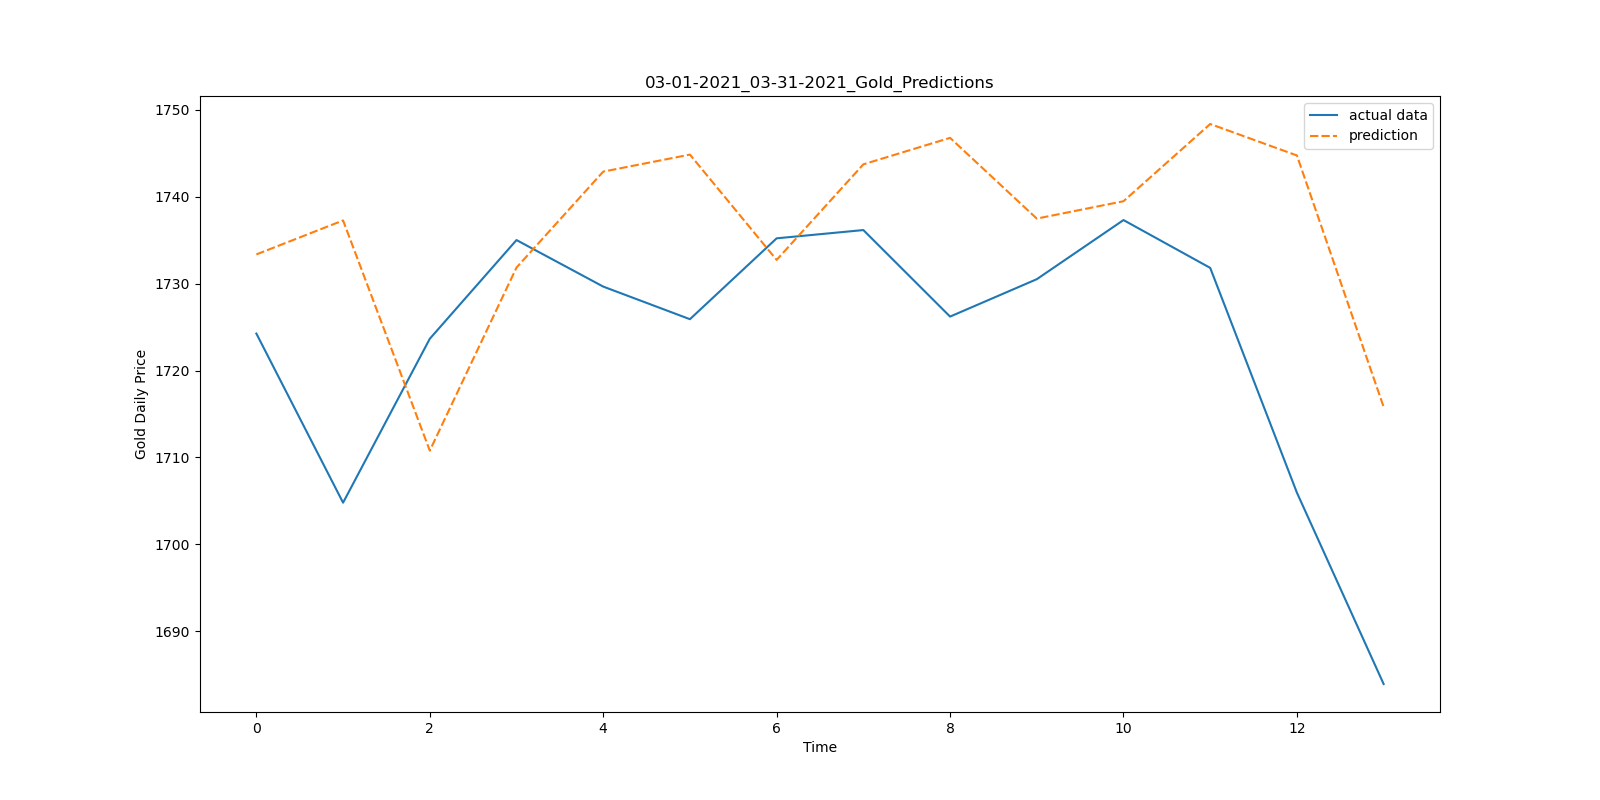 03-01-2021_03-31-2021_Gold_Predictions
actual data
prediction
Gold Daily Price
1750
1740
1730
1720
1710
1700
1690
0 2 4 6 8 10 12
Time